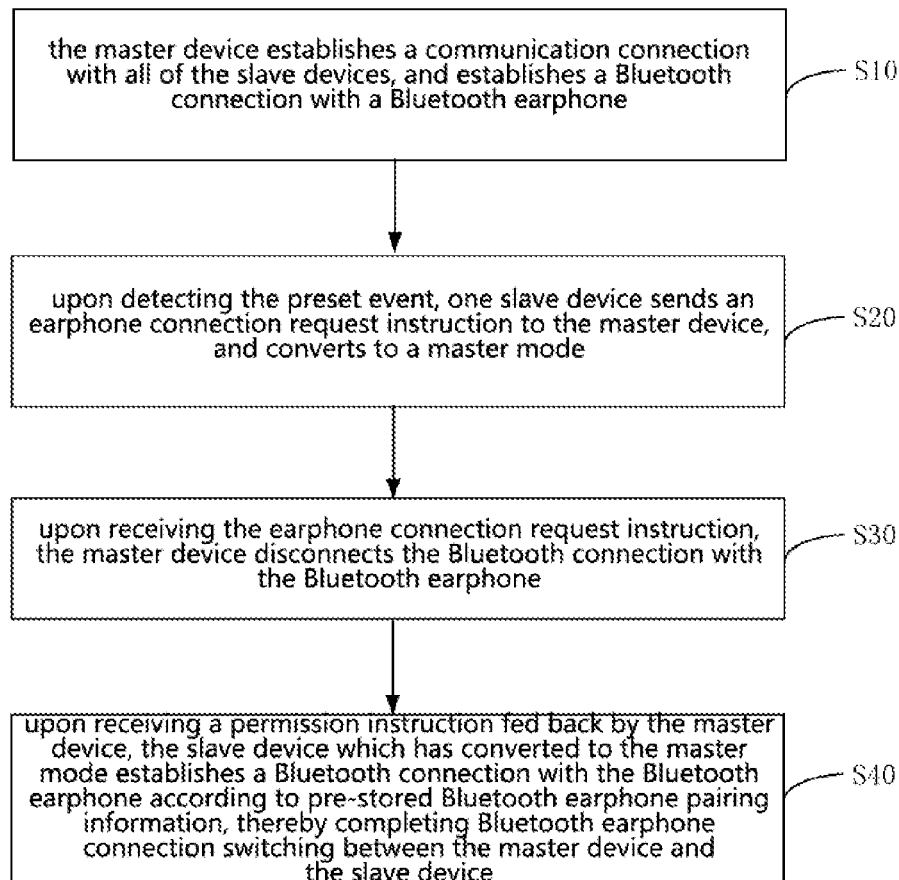 the master device establishes a communication connection
with all of the slave devices, and establishes a Bluetooth
connection with a Bluetooth earphone
S10
upon detecting the preset event, one slave device sends an
earphone connection request instruction to the master device,
and converts to a master mode
S20
upon receiving the earphone connection request instruction,
the master device disconnects the Bluetooth connection with
the Bluetooth earphone
S30
upon receiving a permission instruction fed back by the master
device, the slave device which has converted to the master
mode establishes a Bluetooth connection with the Bluetooth
earphone according to pre-stored Bluetooth earphone pairing
information, thereby completing Bluetooth earphone
connection switching between the master device and
the slave device
S40